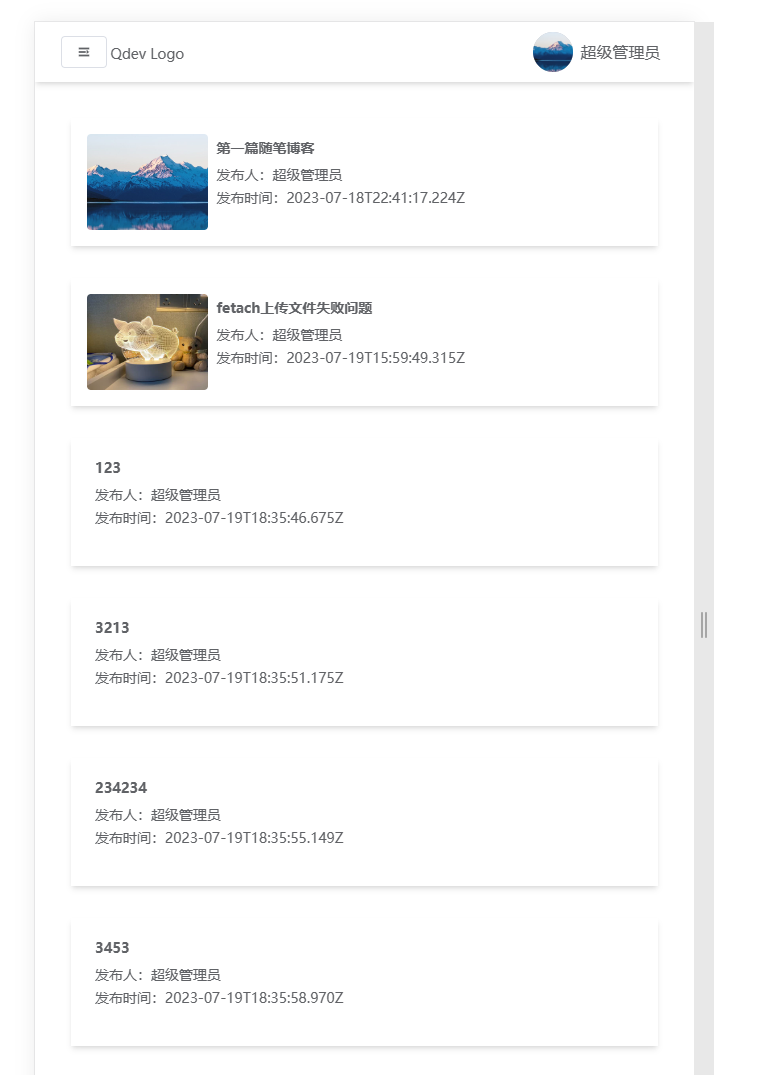 Qdev Logo
超级管理员
第一篇随笔博客
发布人：超级管理员
发布时间：2023-07-18T22:41:17.224Z
fetach上传文件失败问题
发布人：超级管理员
发布时间：2023-07-19T15:59:49.315Z
123
发布人：超级管理员
发布时间：2023-07-19T18:35:46.675Z
3213
发布人：超级管理员
发布时间：2023-07-19T18:35:51.175Z
234234
发布人：超级管理员
发布时间：2023-07-19T18:35:55.149Z
3453
发布人：超级管理员
发布时间：2023-07-19T18:35:58.970Z